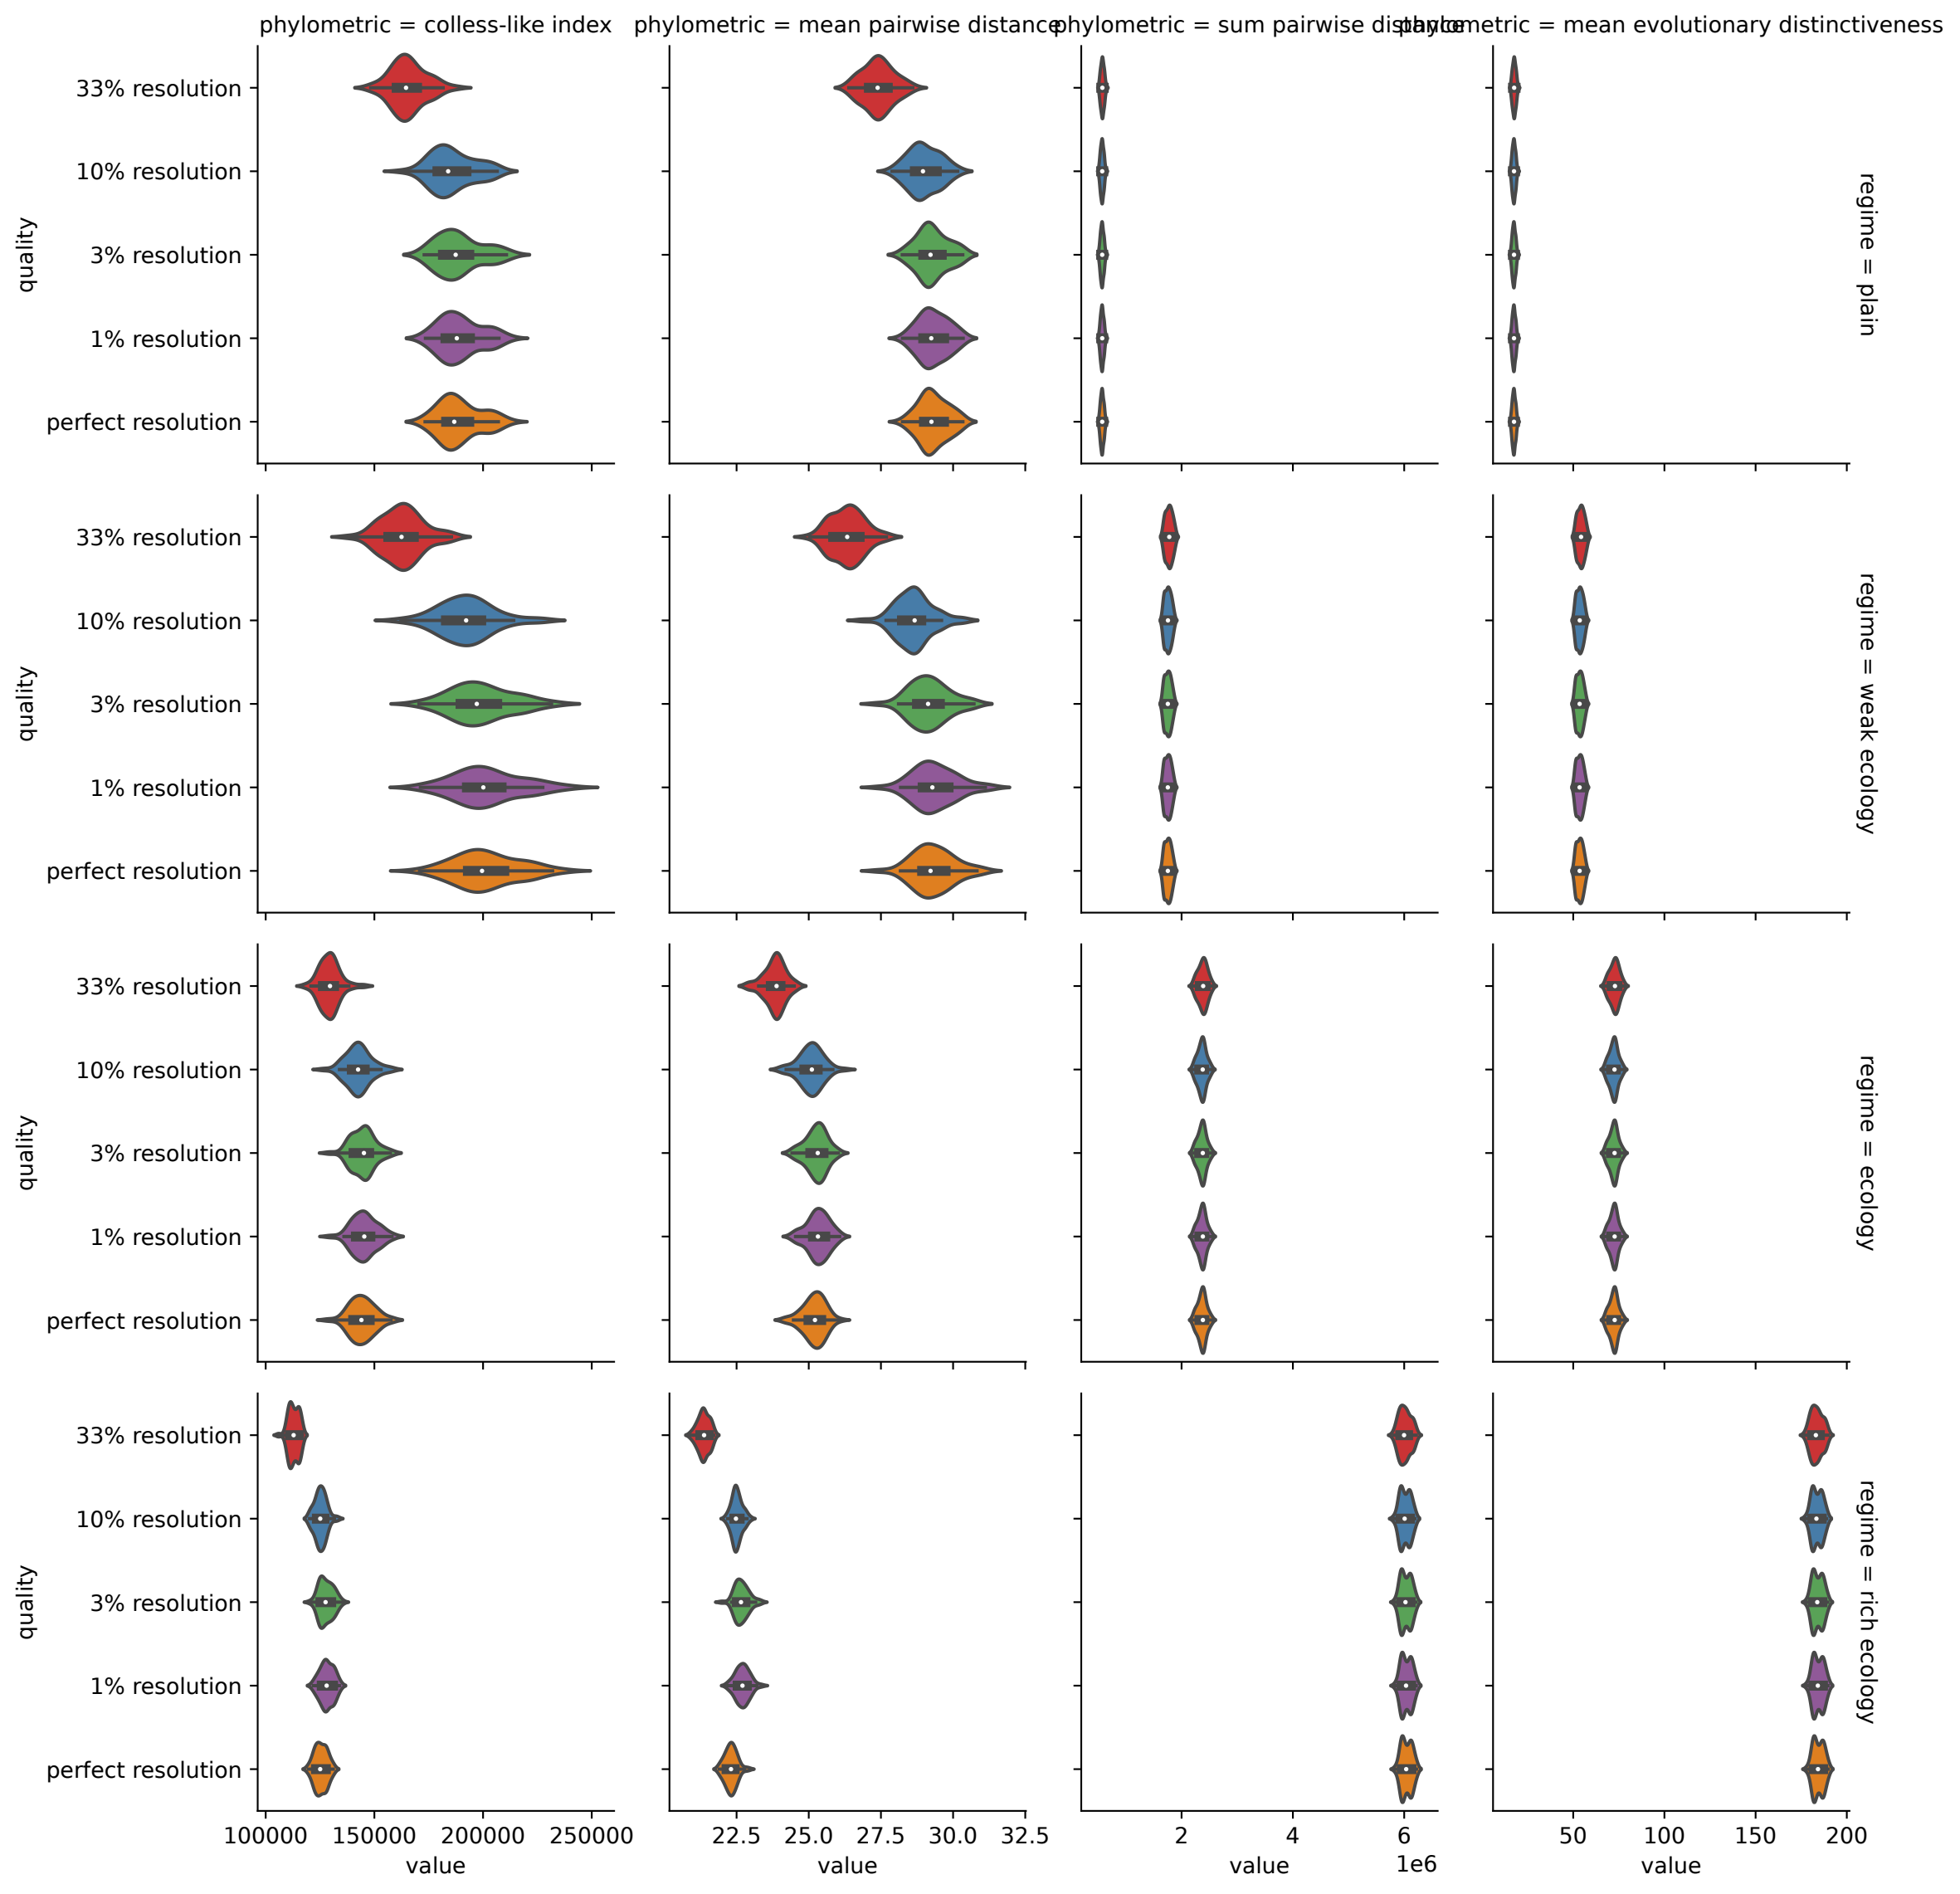 phylometric = colless-like index
phylometric = mean pairwise distance
phylometric = sum pairwise distance
phylometric = mean evolutionary distinctiveness
quality
33% resolution
10% resolution
3% resolution
1% resolution
perfect resolution
regime = plain
quality
33% resolution
10% resolution
3% resolution
1% resolution
perfect resolution
regime = weak ecology
quality
33% resolution
10% resolution
3% resolution
1% resolution
perfect resolution
regime = ecology
quality
33% resolution
10% resolution
3% resolution
1% resolution
perfect resolution
regime = rich ecology
100000 150000 200000 250000
value
22.5 25.0 27.5 30.0 32.5
value
2 4 6
1e6
value
50 100 150 200
value